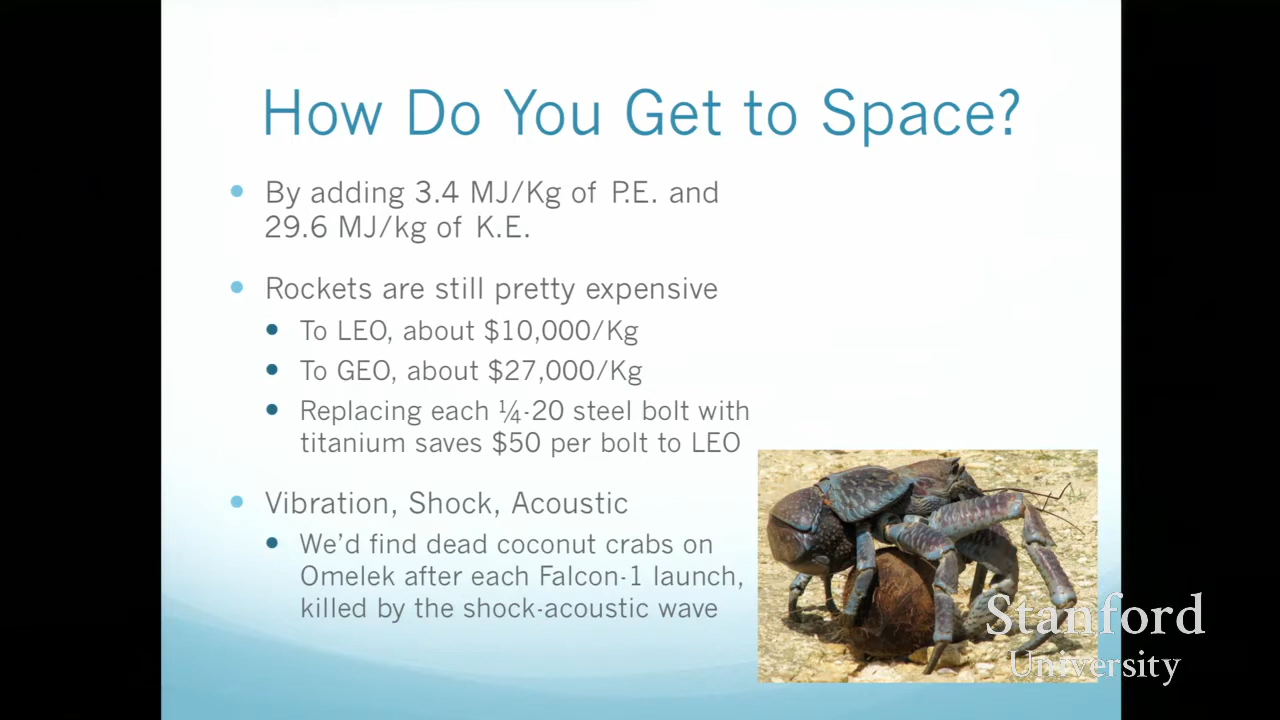 How Do You Get to Space?
By adding 3.4 MJ/Kg of P.E. and
29.6 MJ/kg of K.E.
Rockets are still pretty expensive
To LEO, about $10,000/Kg
To GEO, about $27,000/Kg
Replacing each ¼-20 steel bolt with
titanium saves $50 per bolt to LEO
Vibration, Shock, Acoustic
We'd find dead coconut crabs on
Omelek after each Falcon-1 launch,
killed by the shock-acoustic wave
Stanford
University